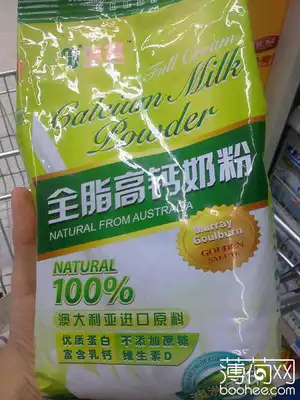 Full Cream
Calcium Milk
Powder
全脂高钙奶粉
NATURAL FROM AUSTRALIA
Murray
Goulburn
GOLDEN
NATURAL
100%
澳大利亚进口原料
优质蛋白 不添加蔗糖
富含乳钙 维生素D
薄荷网
boohee.com